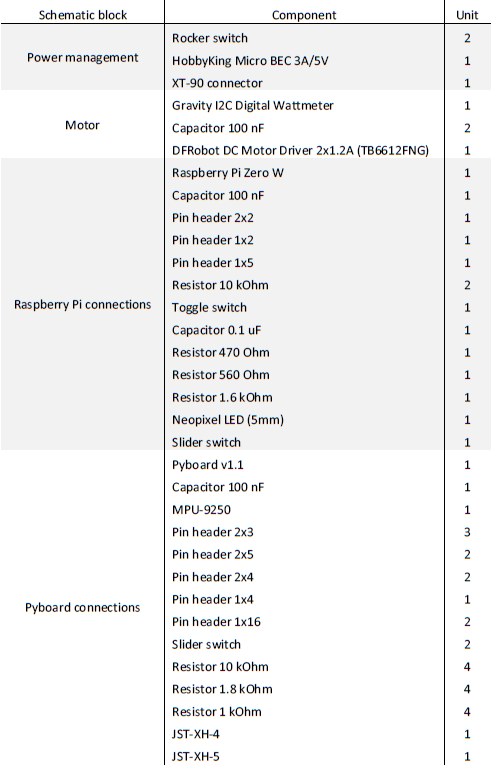 Schematic block Component Unit
Power management
Rocker switch 2
HobbyKing Micro BEC 3A/5V 1
XT-90 connector 1
Motor
Gravity I2C Digital Wattmeter 1
Capacitor 100 nF 2
DFRobot DC Motor Driver 2x1.2A (TB6612FNG) 1
Raspberry Pi connections
Raspberry Pi Zero W 1
Capacitor 100 nF 1
Pin header 2x2 1
Pin header 1x2 1
Pin header 1x5 1
Resistor 10 kOhm 2
Toggle switch 1
Capacitor 0.1 uF 1
Resistor 470 Ohm 1
Resistor 560 Ohm 1
Resistor 1.6 kOhm 1
Neopixel LED (5mm) 1
Slider switch 1
Pyboard connections
Pyboard v1.1 1
Capacitor 100 nF 1
MPU-9250 1
Pin header 2x3 3
Pin header 2x5 2
Pin header 2x4 2
Pin header 1x4 1
Pin header 1x16 2
Slider switch 2
Resistor 10 kOhm 4
Resistor 1.8 kOhm 4
Resistor 1 kOhm 4
JST-XH-4 1
JST-XH-5 1